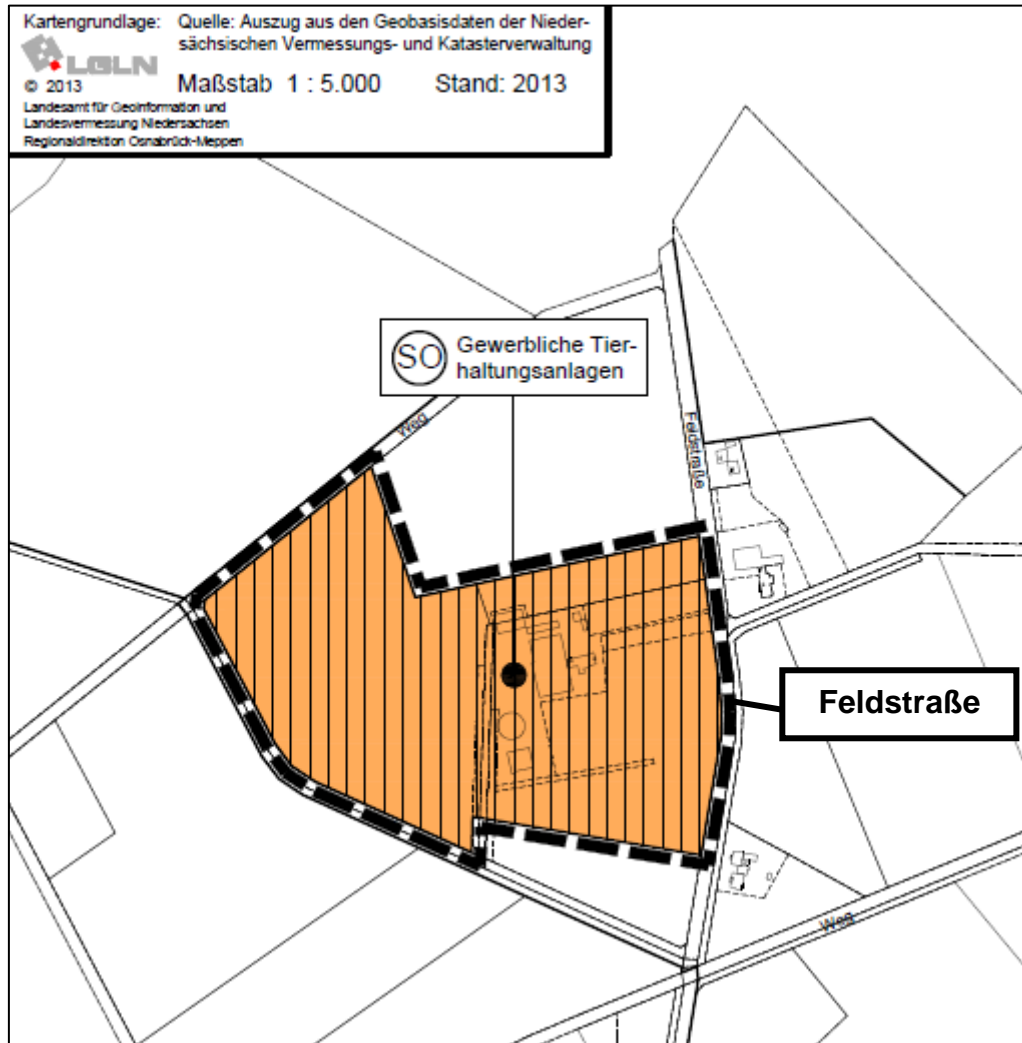 Kartengrundlage: Quelle: Auszug aus den Geobasisdaten der Nieder-
sächsischen Vermessungs- und Katasterverwaltung
LGLN
© 2013 Maßstab 1 : 5.000 Stand: 2013
Landesamt für Geoinformation und
Landesvermessung Niedersachsen
Regionaldirektion Osnabrück-Meppen
SO Gewerbliche Tier-
haltungsanlagen
Weg
Feldstraße
Feldstraße
Weg